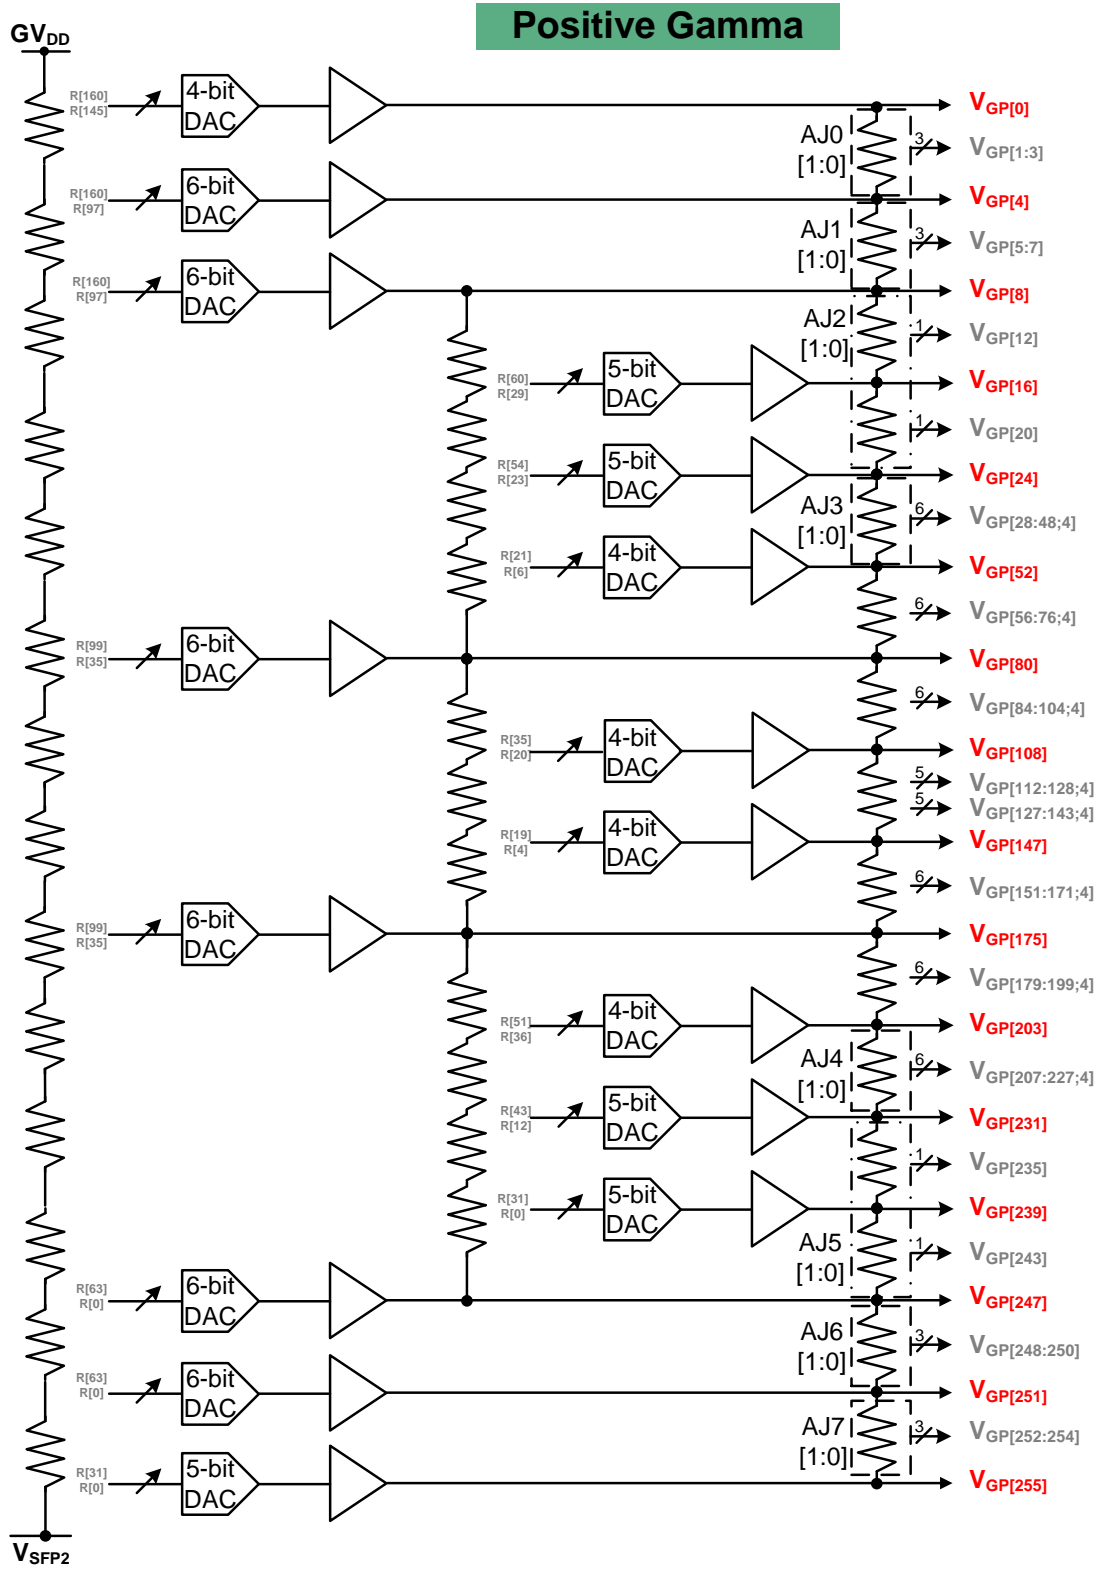 Positive Gamma
GVDD
R[160]
R[145]
4-bit
DAC
VGP[0]
AJ0
[1:0]
3
VGP[1:3]
R[160]
R[97]
6-bit
DAC
VGP[4]
AJ1
[1:0]
3
VGP[5:7]
R[160]
R[97]
6-bit
DAC
VGP[8]
AJ2
[1:0]
1
VGP[12]
R[60]
R[29]
5-bit
DAC
VGP[16]
1
VGP[20]
R[54]
R[23]
5-bit
DAC
VGP[24]
AJ3
[1:0]
6
VGP[28:48;4]
R[21]
R[6]
4-bit
DAC
VGP[52]
6
VGP[56:76;4]
R[99]
R[35]
6-bit
DAC
VGP[80]
6
VGP[84:104;4]
R[35]
R[20]
4-bit
DAC
VGP[108]
5
VGP[112:128;4]
5
VGP[127:143;4]
R[19]
R[4]
4-bit
DAC
VGP[147]
6
VGP[151:171;4]
R[99]
R[35]
6-bit
DAC
VGP[175]
6
VGP[179:199;4]
R[51]
R[36]
4-bit
DAC
VGP[203]
AJ4
[1:0]
6
VGP[207:227;4]
R[43]
R[12]
5-bit
DAC
VGP[231]
1
VGP[235]
R[31]
R[0]
5-bit
DAC
VGP[239]
AJ5
[1:0]
1
VGP[243]
R[63]
R[0]
6-bit
DAC
VGP[247]
AJ6
[1:0]
3
VGP[248:250]
R[63]
R[0]
6-bit
DAC
VGP[251]
AJ7
[1:0]
3
VGP[252:254]
R[31]
R[0]
5-bit
DAC
VGP[255]
VSFP2